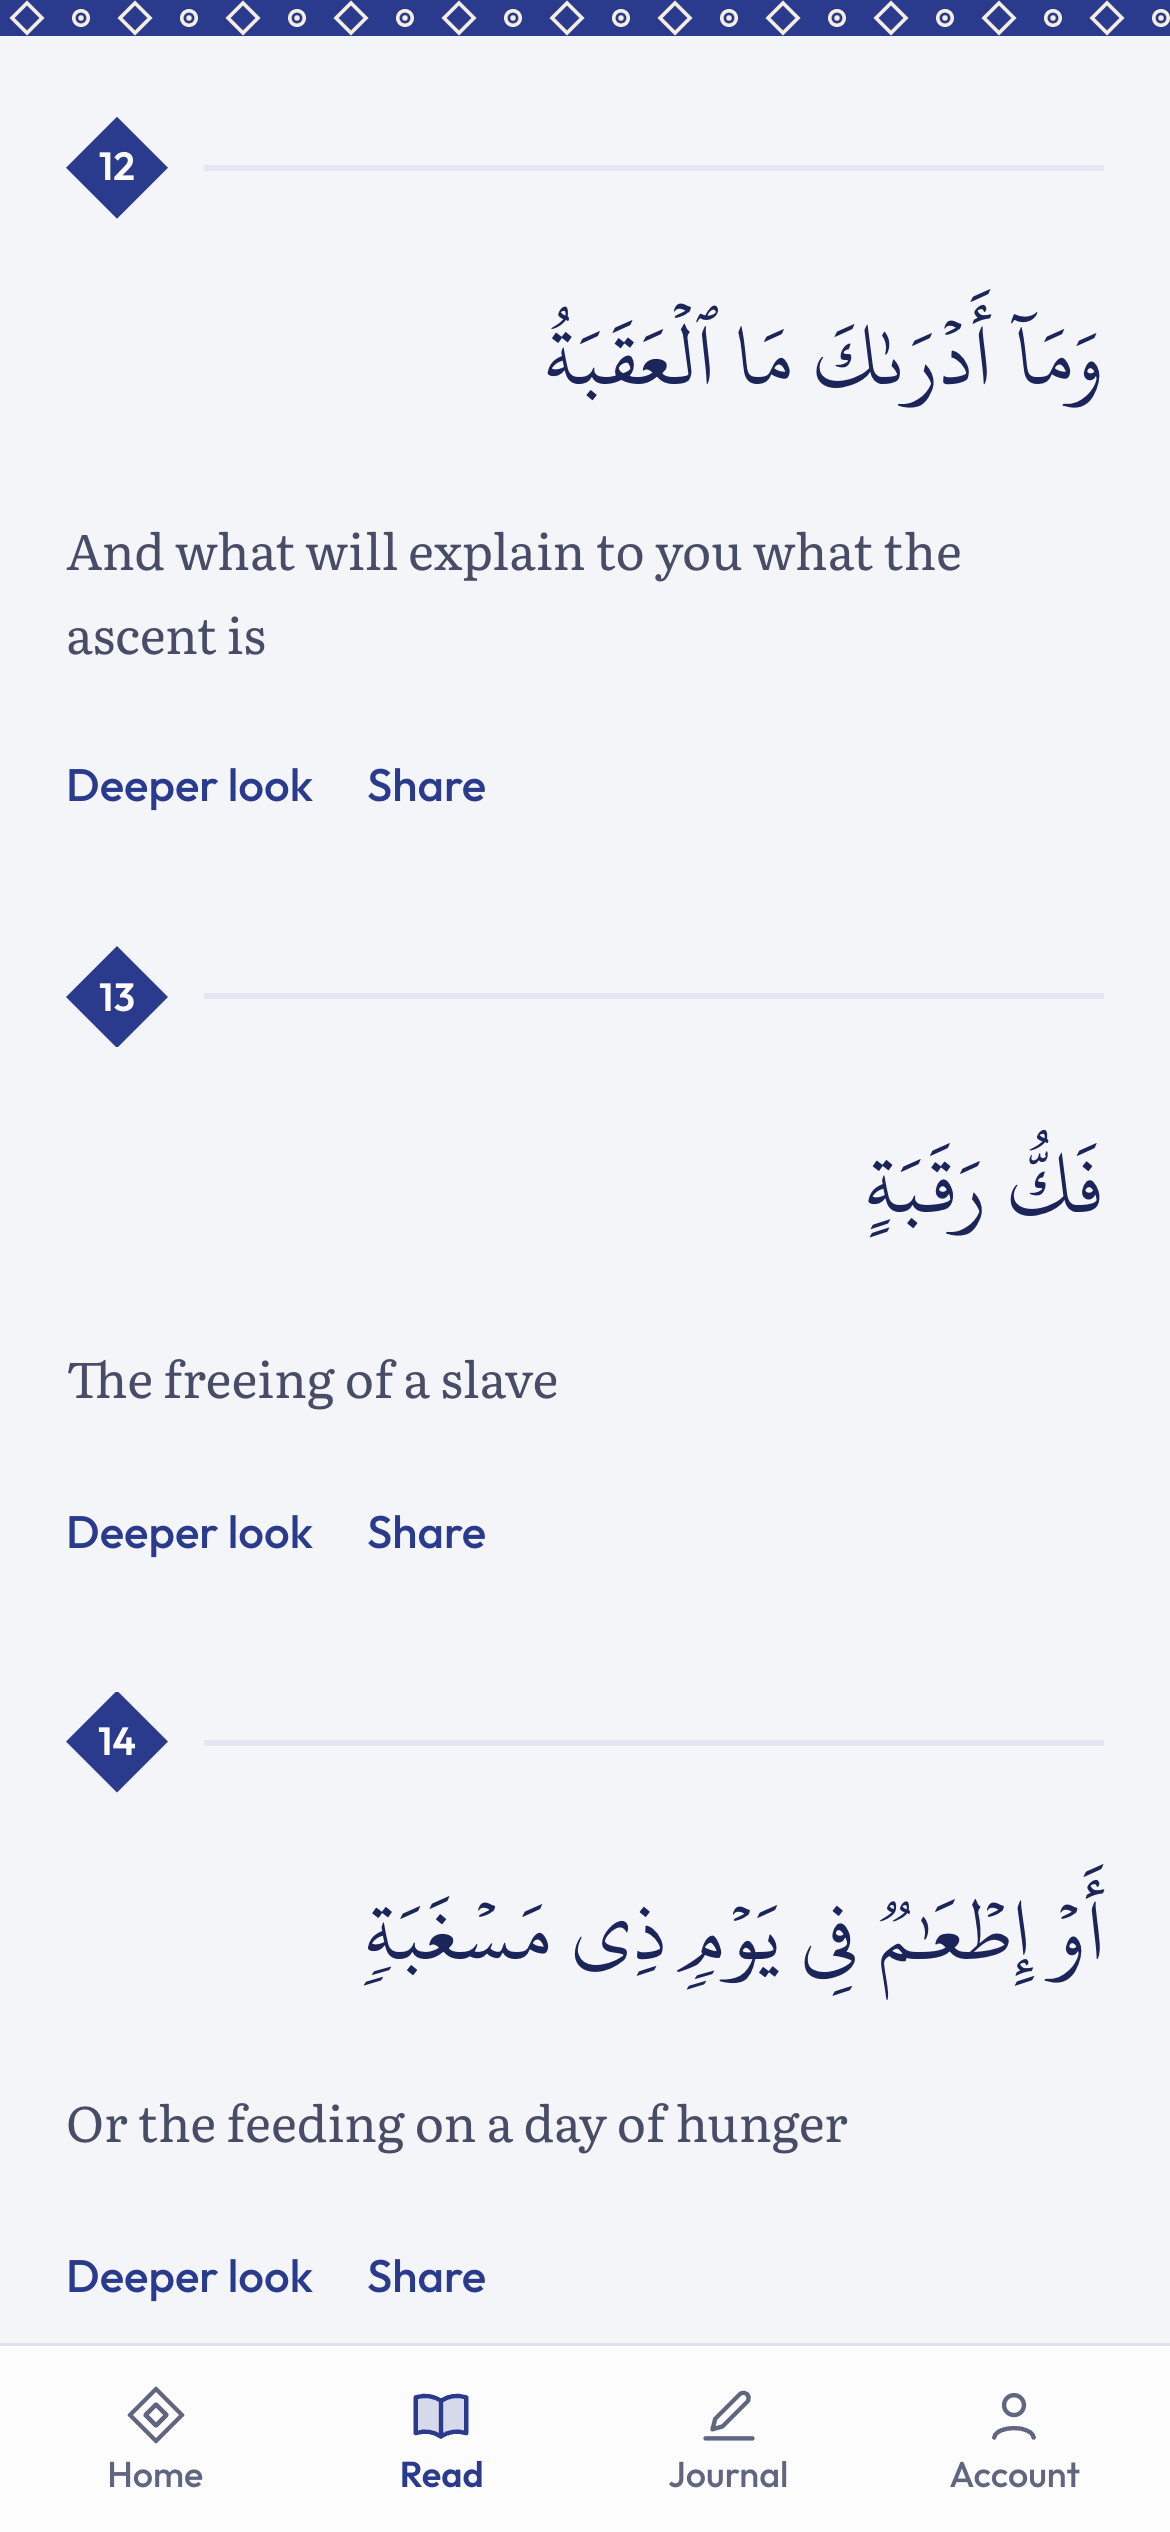 12
وَمَآ أَدْرَىٰكَ مَا ٱلْعَقَبَةُ
And what will explain to you what the
ascent is
Deeper look Share
13
فَكُّ رَقَبَةٍ
The freeing of a slave
Deeper look Share
14
أَوْ إِطْعَـٰمٌ فِى يَوْمٍ ذِى مَسْغَبَةٍ
Or the feeding on a day of hunger
Deeper look Share
Home Read Journal Account